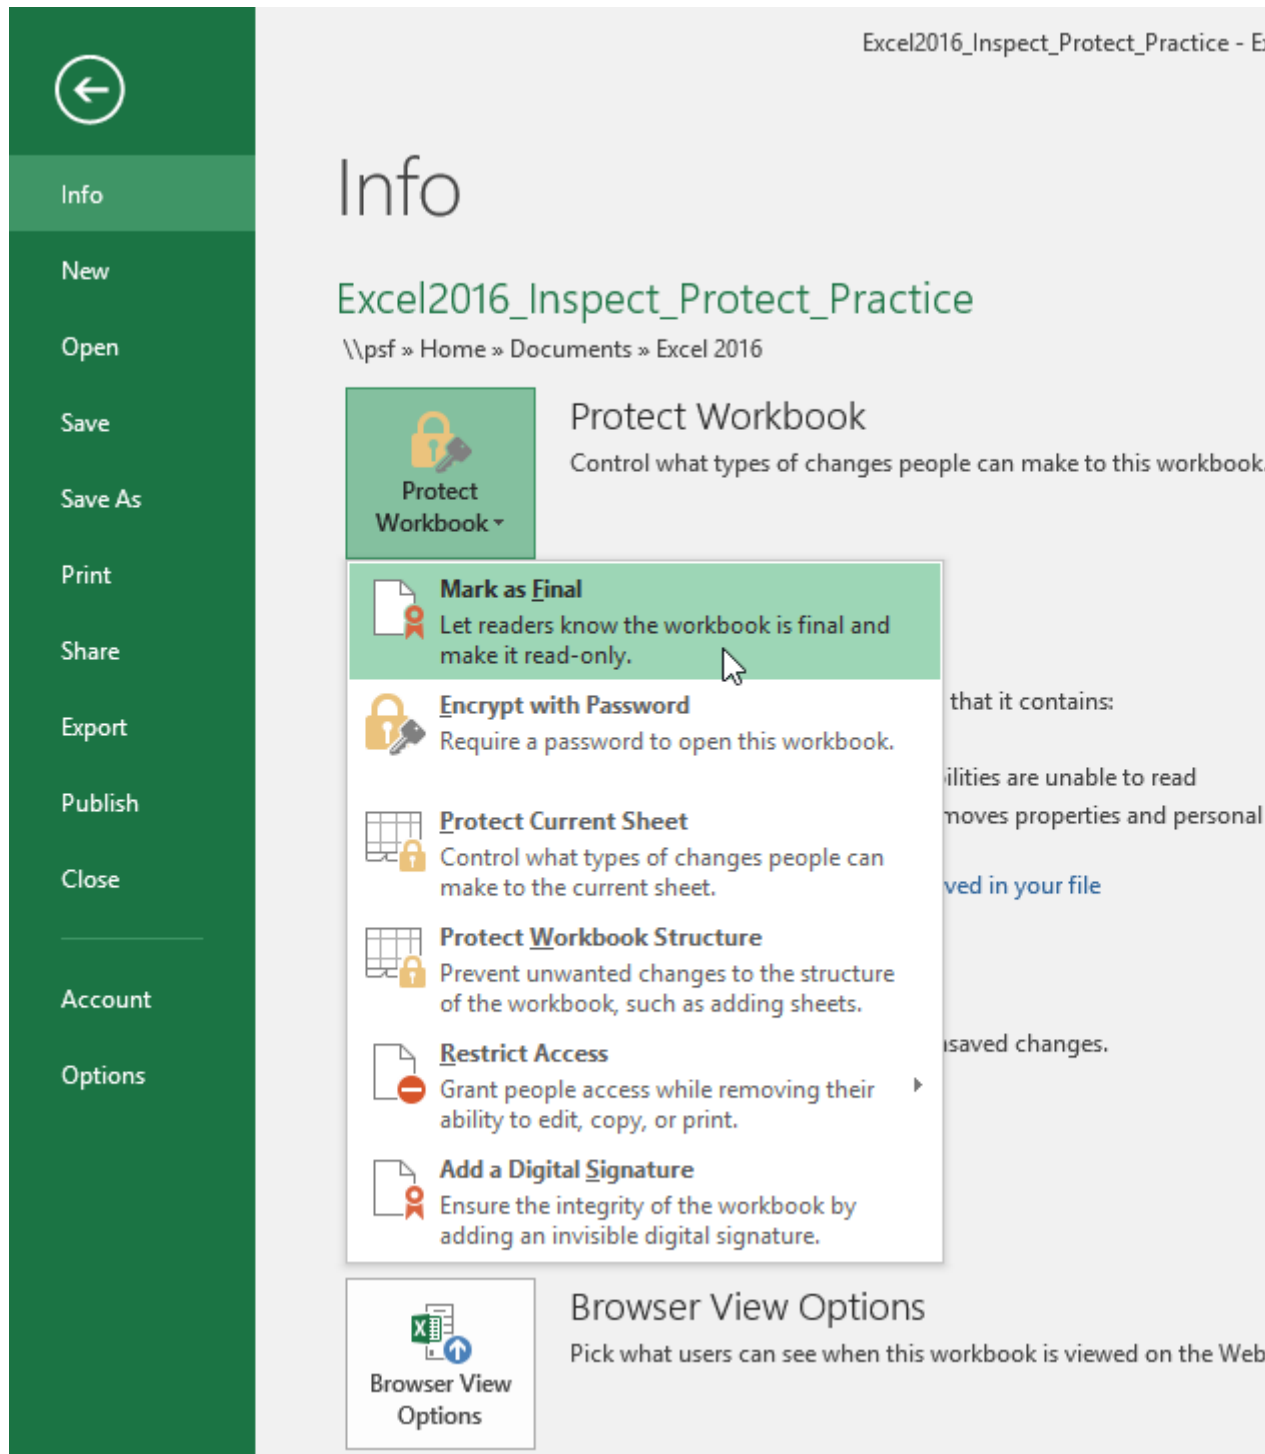 Excel2016_Inspect_Protect_Practice - Ex
Info
Info
New
Excel2016_Inspect_Protect_Practice
Open
\\psf » Home » Documents » Excel 2016
Save
Protect Workbook
Control what types of changes people can make to this workbook.
Protect
Workbook
Save As
Print
Mark as Final
Let readers know the workbook is final and
make it read-only.
Share
Encrypt with Password
Require a password to open this workbook.
that it contains:
Export
ilities are unable to read
Publish
moves properties and personal
Protect Current Sheet
Control what types of changes people can
make to the current sheet.
ved in your file
Close
Protect Workbook Structure
Prevent unwanted changes to the structure
of the workbook, such as adding sheets.
Account
Restrict Access
Grant people access while removing their
ability to edit, copy, or print.
saved changes.
Options
Add a Digital Signature
Ensure the integrity of the workbook by
adding an invisible digital signature.
Browser View Options
Pick what users can see when this workbook is viewed on the Web
Browser View
Options